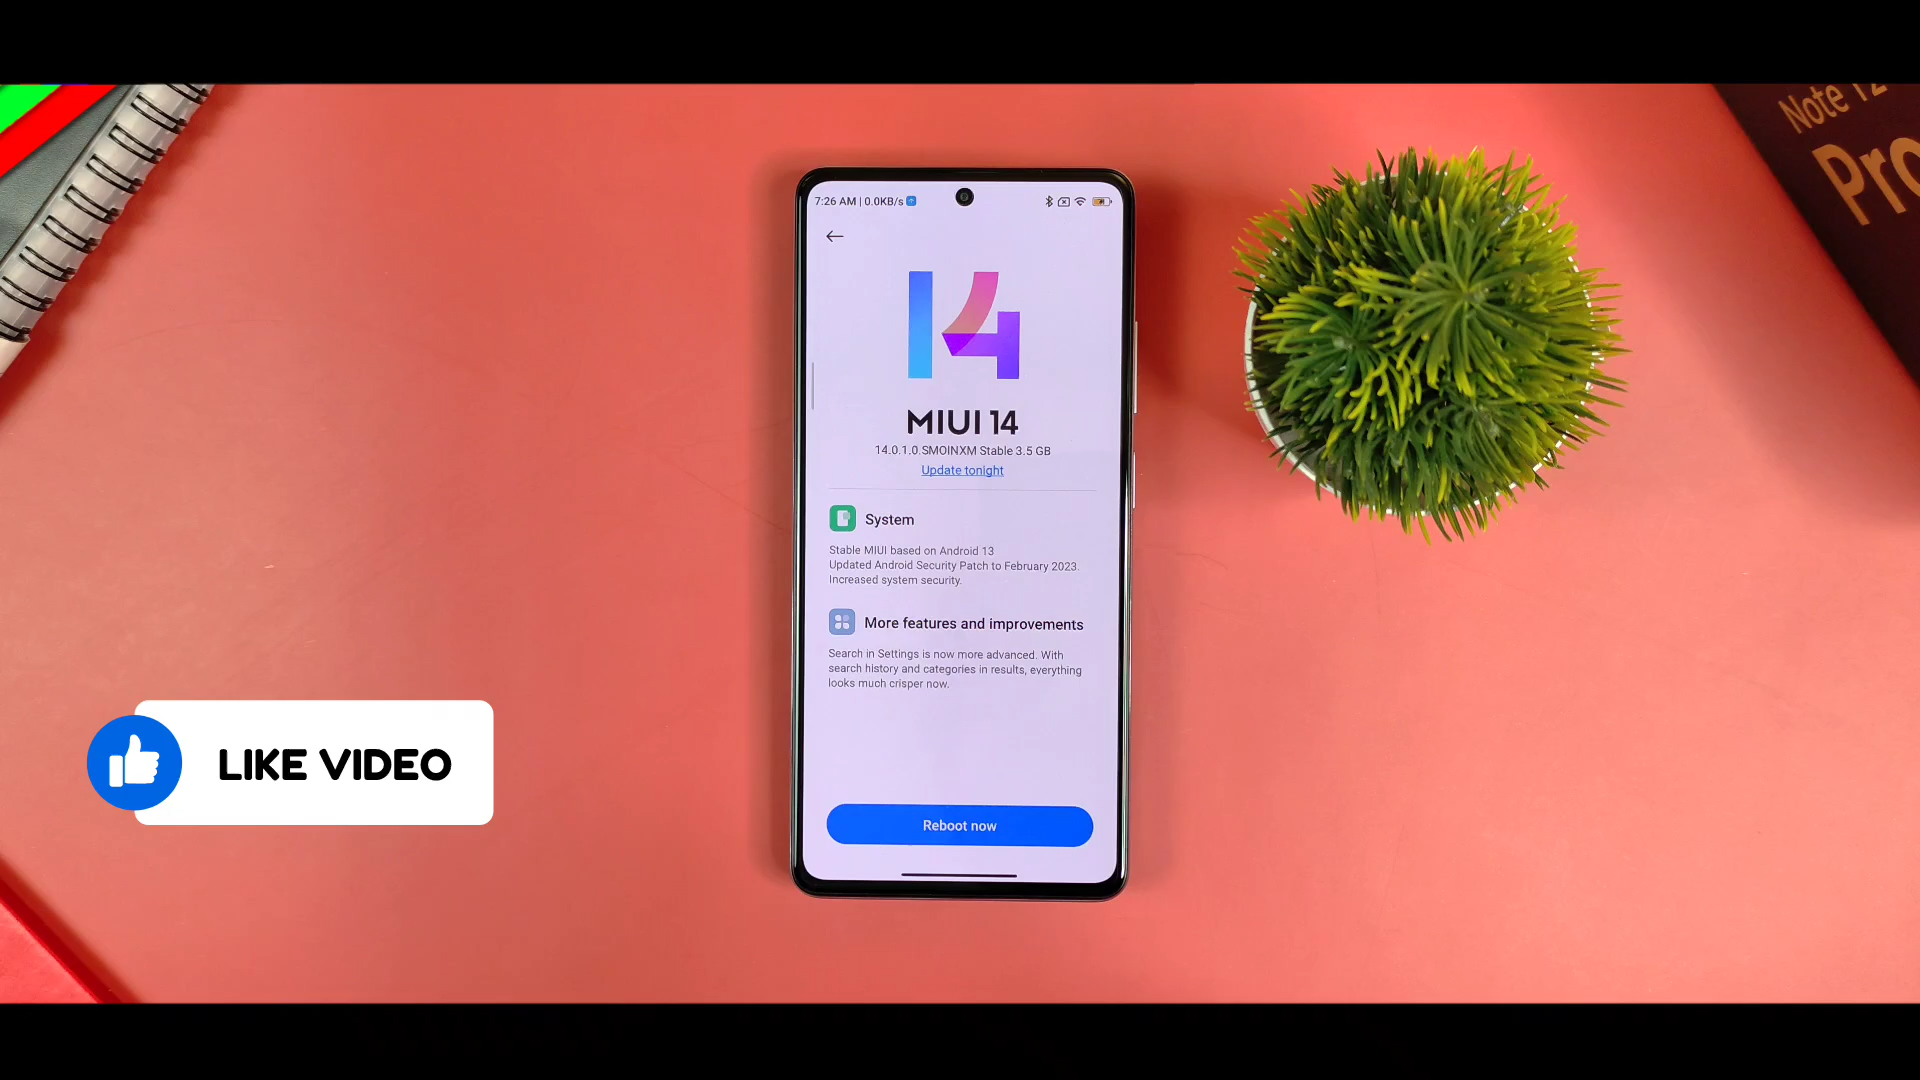 Note 12
Pro
7:26 AM | 0.0KB/s
14
MIUI 14
14.0.1.0.SMOINXM Stable 3.5 GB
Update tonight
System
Stable MIUI based on Android 13
Updated Android Security Patch to February 2023.
Increased system security.
More features and improvements
Search in Settings is now more advanced. With
search history and categories in results, everything
looks much crisper now.
LIKE VIDEO
Reboot now